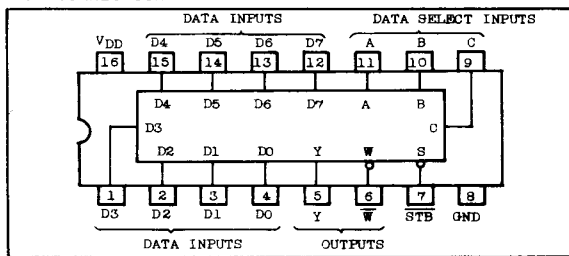 DATA INPUTS DATA SELECT INPUTS
VDD D4 D5 D6 D7 A B C
16 15 14 13 12 11 10 9
D4 D5 D6 D7 A B
D3 C
D2 D1 D0 Y W S
1 2 3 4 5 6 7 8
D3 D2 D1 D0 Y W̅ S̅T̅B̅ GND
DATA INPUTS OUTPUTS